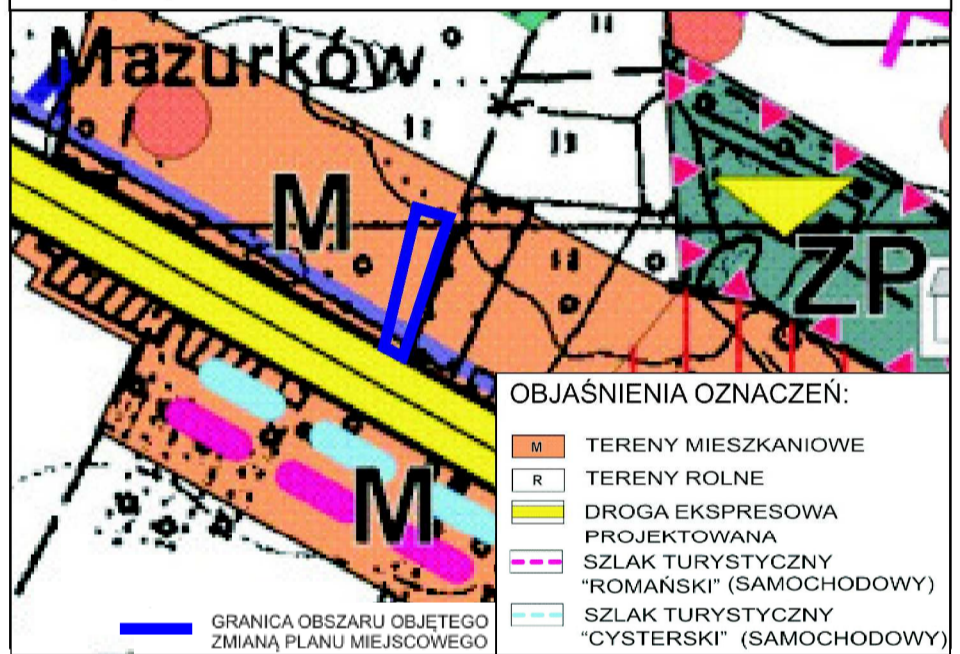 Mazurków
M
ZP
M
OBJAŚNIENIA OZNACZEŃ:
M TERENY MIESZKANIOWE
R TERENY ROLNE
DROGA EKSPRESOWA
PROJEKTOWANA
SZLAK TURYSTYCZNY
"ROMAŃSKI" (SAMOCHODOWY)
SZLAK TURYSTYCZNY
"CYSTERSKI" (SAMOCHODOWY)
GRANICA OBSZARU OBJĘTEGO
ZMIANĄ PLANU MIEJSCOWEGO